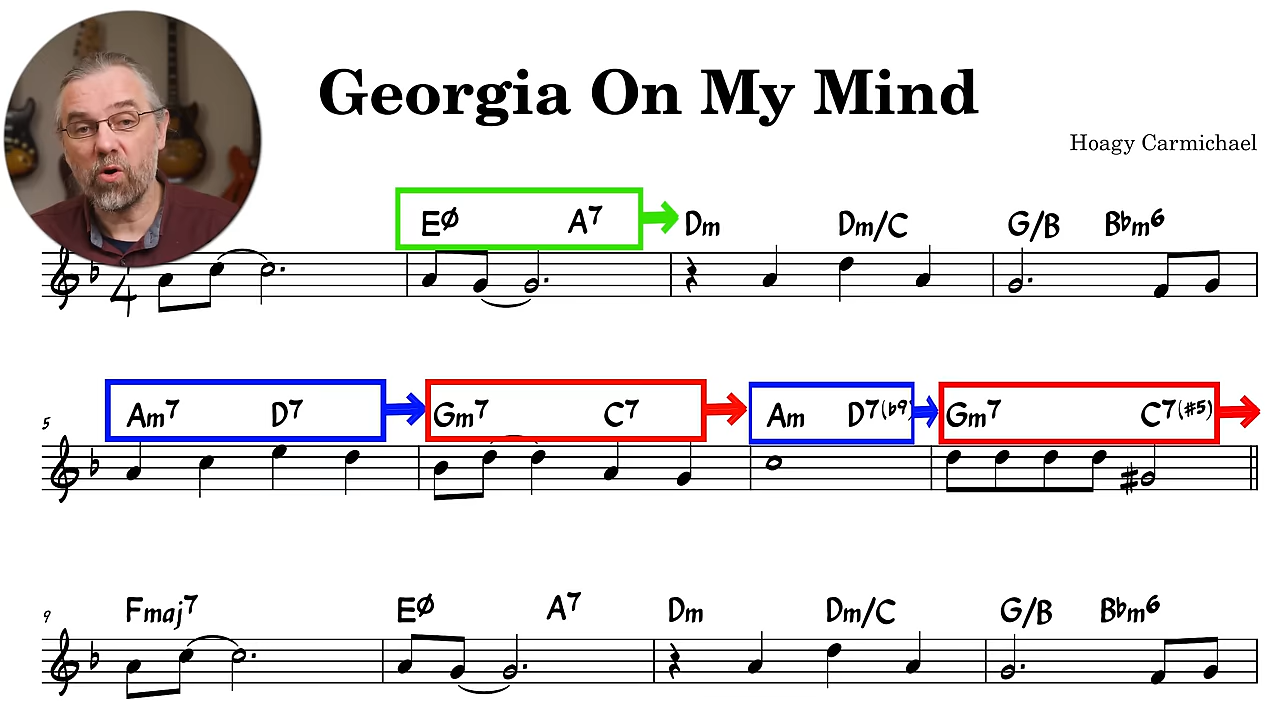 Georgia On My Mind
Hoagy Carmichael
EØ A7 Dm Dm/C G/B B♭m6
4
5 Am7 D7 Gm7 C7 Am D7(♭9) Gm7 C7(#5)
9 Fmaj7 EØ A7 Dm Dm/C G/B B♭m6